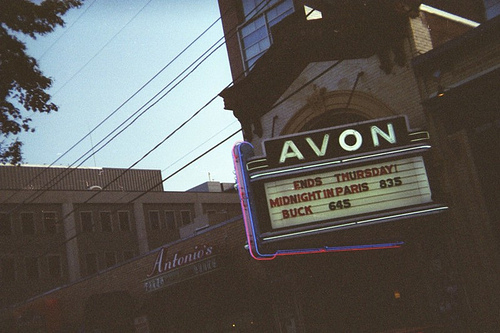 AVON
ENDS THURSDAY!
MIDNIGHT IN PARIS 835
BUCK 645
Antonio's